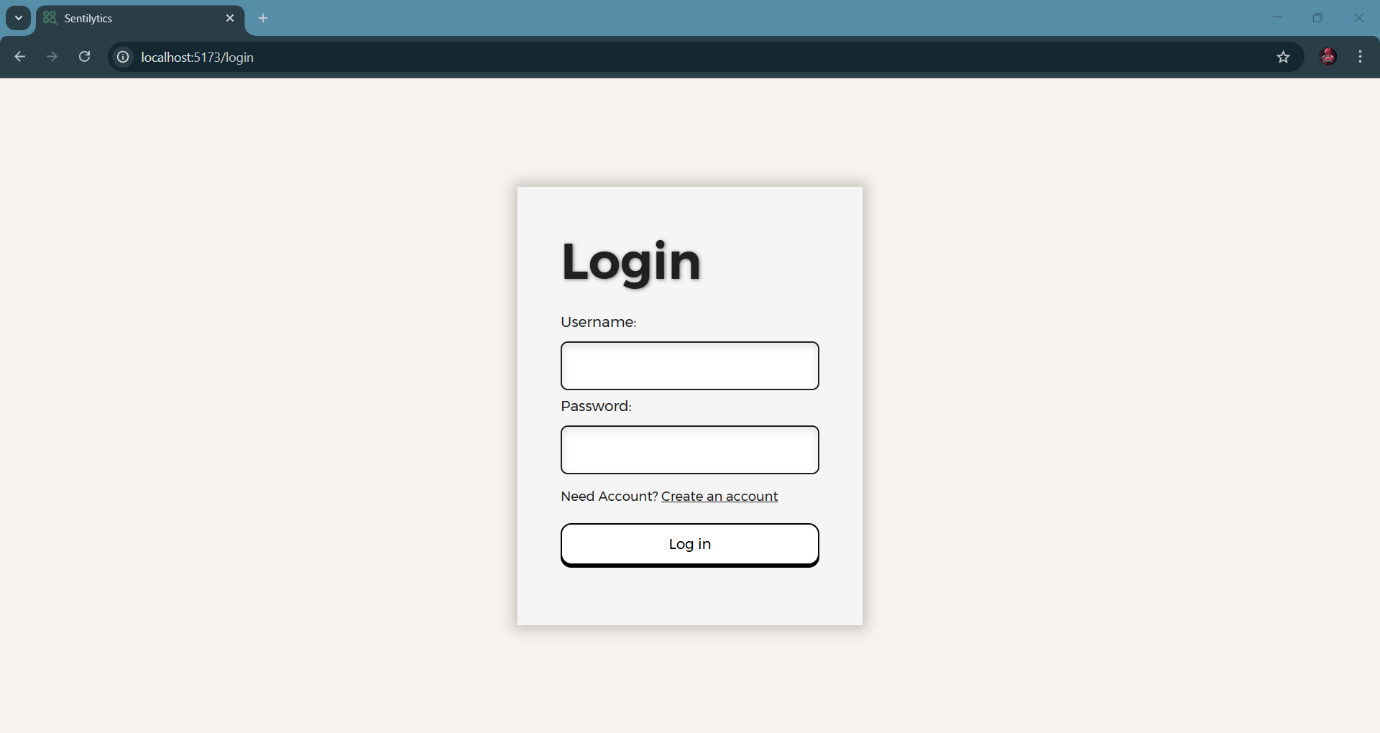 Sentilytics
localhost:5173/login
Login
Username:
Password:
Need Account? Create an account
Log in